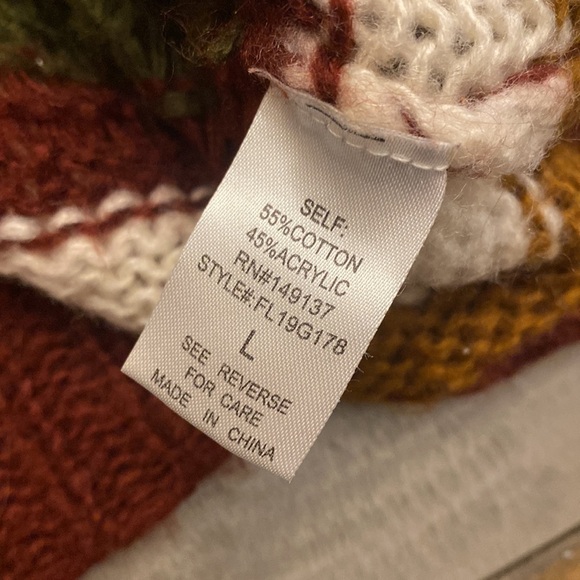 SELF:
55%COTTON
45%ACRYLIC
RN#149137
STYLE#:FL19G178
L
SEE REVERSE
FOR CARE
MADE IN CHINA